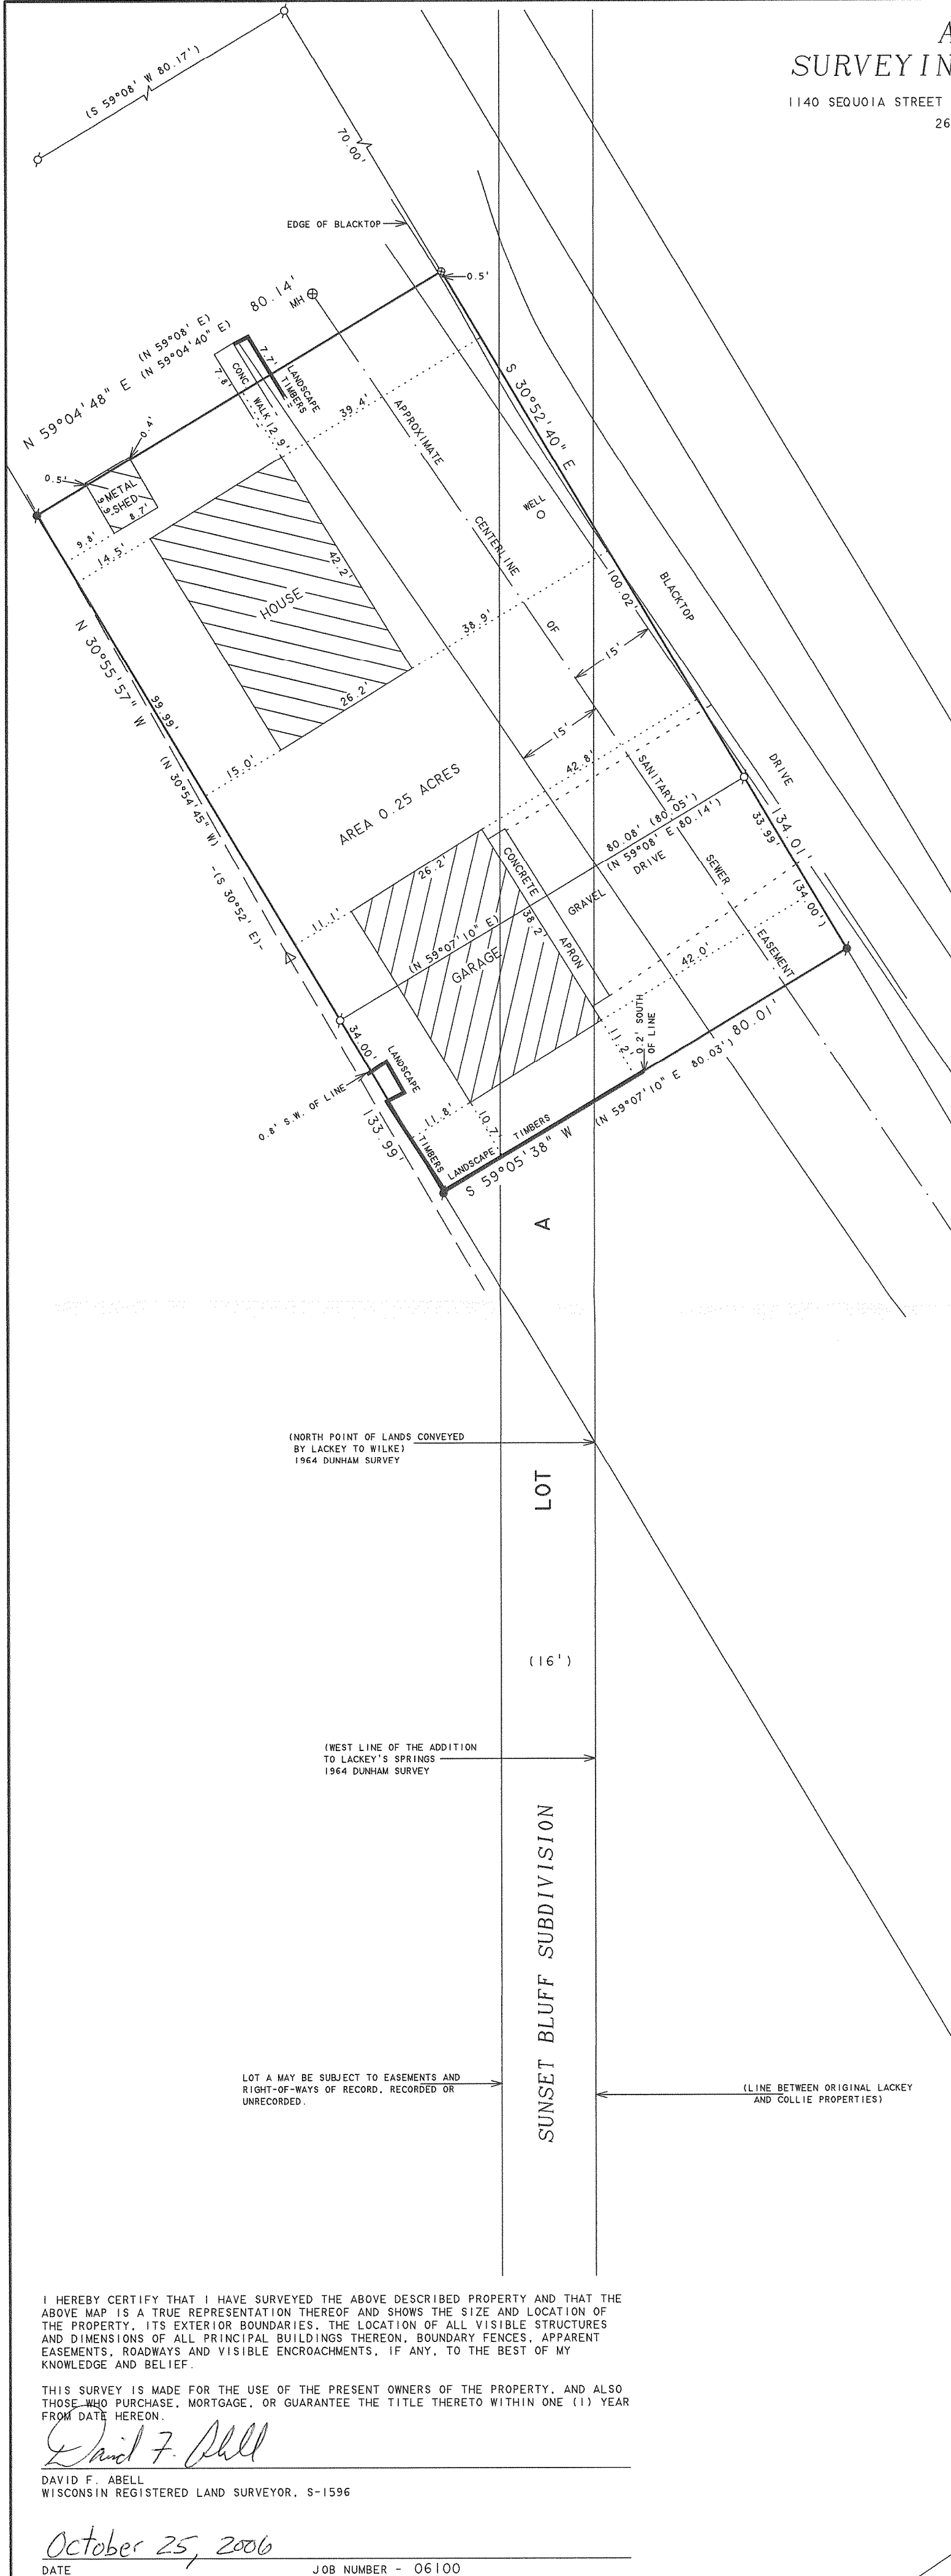 A
SURVEYIN
1140 SEQUOIA STREET
26
(S 59°08' W 80.17')
70.00'
EDGE OF BLACKTOP
0.5'
80.14'
MH
(N 59°08' E)
(N 59°04'40" E)
N 59°04'48" E
7.7'
LANDSCAPE
TIMBERS
CONC. WALK
7.8'
12.9'
39.4'
S 30°52'40" E
APPROXIMATE
CENTERLINE
OF
SANITARY
SEWER
EASEMENT
0.4'
0.5'
METAL
SHED
8.7'
9.8'
14.5'
HOUSE
42.2'
26.2'
WELL
38.9'
100.02'
BLACKTOP
DRIVE
15'
15'
N 30°55'57" W
99.99'
(N 30°54'45" W)
(S 30°52' E)
15.0'
AREA 0.25 ACRES
42.8'
80.08' (80.05')
(N 59°08' E 80.14')
33.99'
134.01'
(34.00')
26.2'
11.1'
CONCRETE
APRON
38.2'
GRAVEL
DRIVE
(N 59°07'10" E)
GARAGE
42.0'
0.2' SOUTH
OF LINE
11.2'
34.00'
LANDSCAPE
TIMBERS
0.8' S.W. OF LINE
133.99'
11.8'
10.7'
LANDSCAPE
TIMBERS
80.01'
S 59°05'38" W
(N 59°07'10" E 80.03')
A
(NORTH POINT OF LANDS CONVEYED
BY LACKEY TO WILKE)
1964 DUNHAM SURVEY
LOT
(16')
(WEST LINE OF THE ADDITION
TO LACKEY'S SPRINGS
1964 DUNHAM SURVEY
SUNSET BLUFF SUBDIVISION
LOT A MAY BE SUBJECT TO EASEMENTS AND
RIGHT-OF-WAYS OF RECORD, RECORDED OR
UNRECORDED.
(LINE BETWEEN ORIGINAL LACKEY
AND COLLIE PROPERTIES)
I HEREBY CERTIFY THAT I HAVE SURVEYED THE ABOVE DESCRIBED PROPERTY AND THAT THE
ABOVE MAP IS A TRUE REPRESENTATION THEREOF AND SHOWS THE SIZE AND LOCATION OF
THE PROPERTY, ITS EXTERIOR BOUNDARIES, THE LOCATION OF ALL VISIBLE STRUCTURES
AND DIMENSIONS OF ALL PRINCIPAL BUILDINGS THEREON, BOUNDARY FENCES, APPARENT
EASEMENTS, ROADWAYS AND VISIBLE ENCROACHMENTS, IF ANY, TO THE BEST OF MY
KNOWLEDGE AND BELIEF.
THIS SURVEY IS MADE FOR THE USE OF THE PRESENT OWNERS OF THE PROPERTY, AND ALSO
THOSE WHO PURCHASE, MORTGAGE, OR GUARANTEE THE TITLE THERETO WITHIN ONE (1) YEAR
FROM DATE HEREON.
David F. Abell
DAVID F. ABELL
WISCONSIN REGISTERED LAND SURVEYOR, S-1596
October 25, 2006
DATE JOB NUMBER - 06100